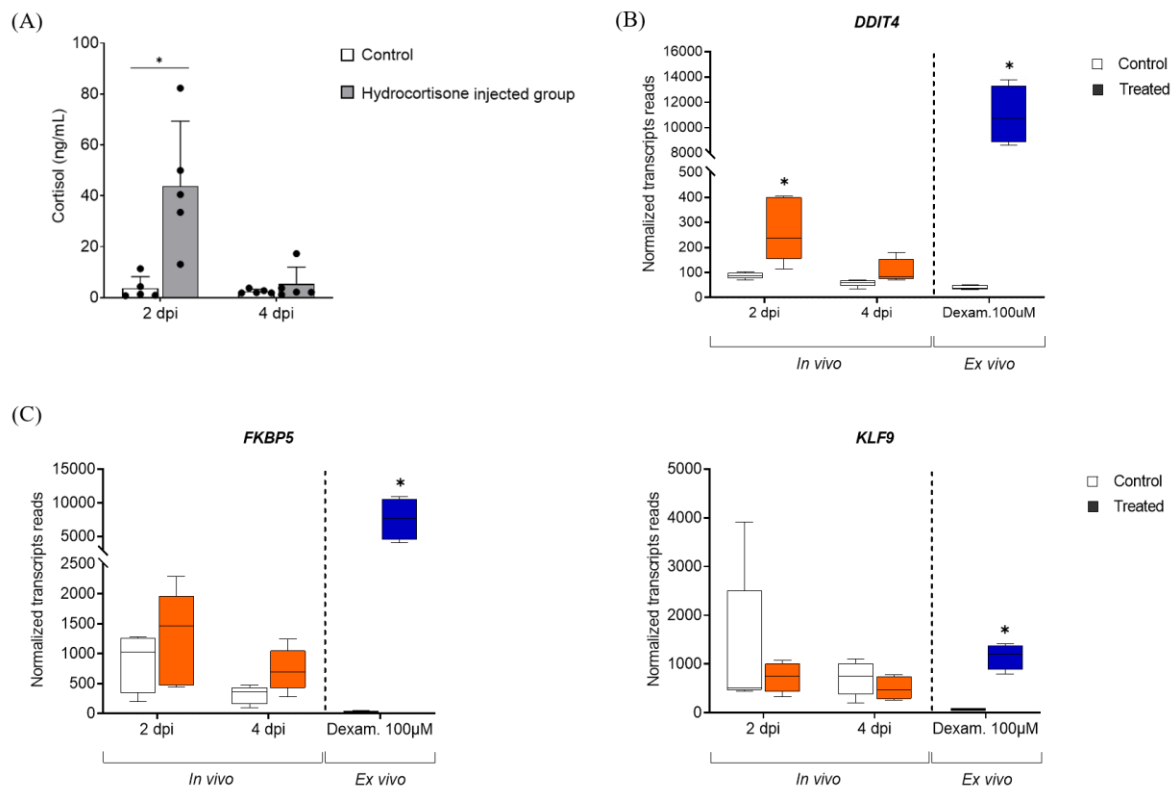 (A)
100
80
60
40
20
0
Cortisol (ng/mL)
*
Control
Hydrocortisone injected group
2 dpi
4 dpi
(B)
DDIT4
16000
14000
12000
10000
8000
500
400
300
200
100
0
Normalized transcripts reads
*
*
Control
Treated
2 dpi
4 dpi
Dexam.100uM
In vivo
Ex vivo
(C)
FKBP5
15000
10000
5000
2500
2000
1500
1000
500
0
Normalized transcripts reads
*
2 dpi
4 dpi
Dexam. 100µM
In vivo
Ex vivo
KLF9
5000
4000
3000
2000
1000
0
Normalized transcripts reads
*
Control
Treated
2 dpi
4 dpi
Dexam. 100µM
In vivo
Ex vivo